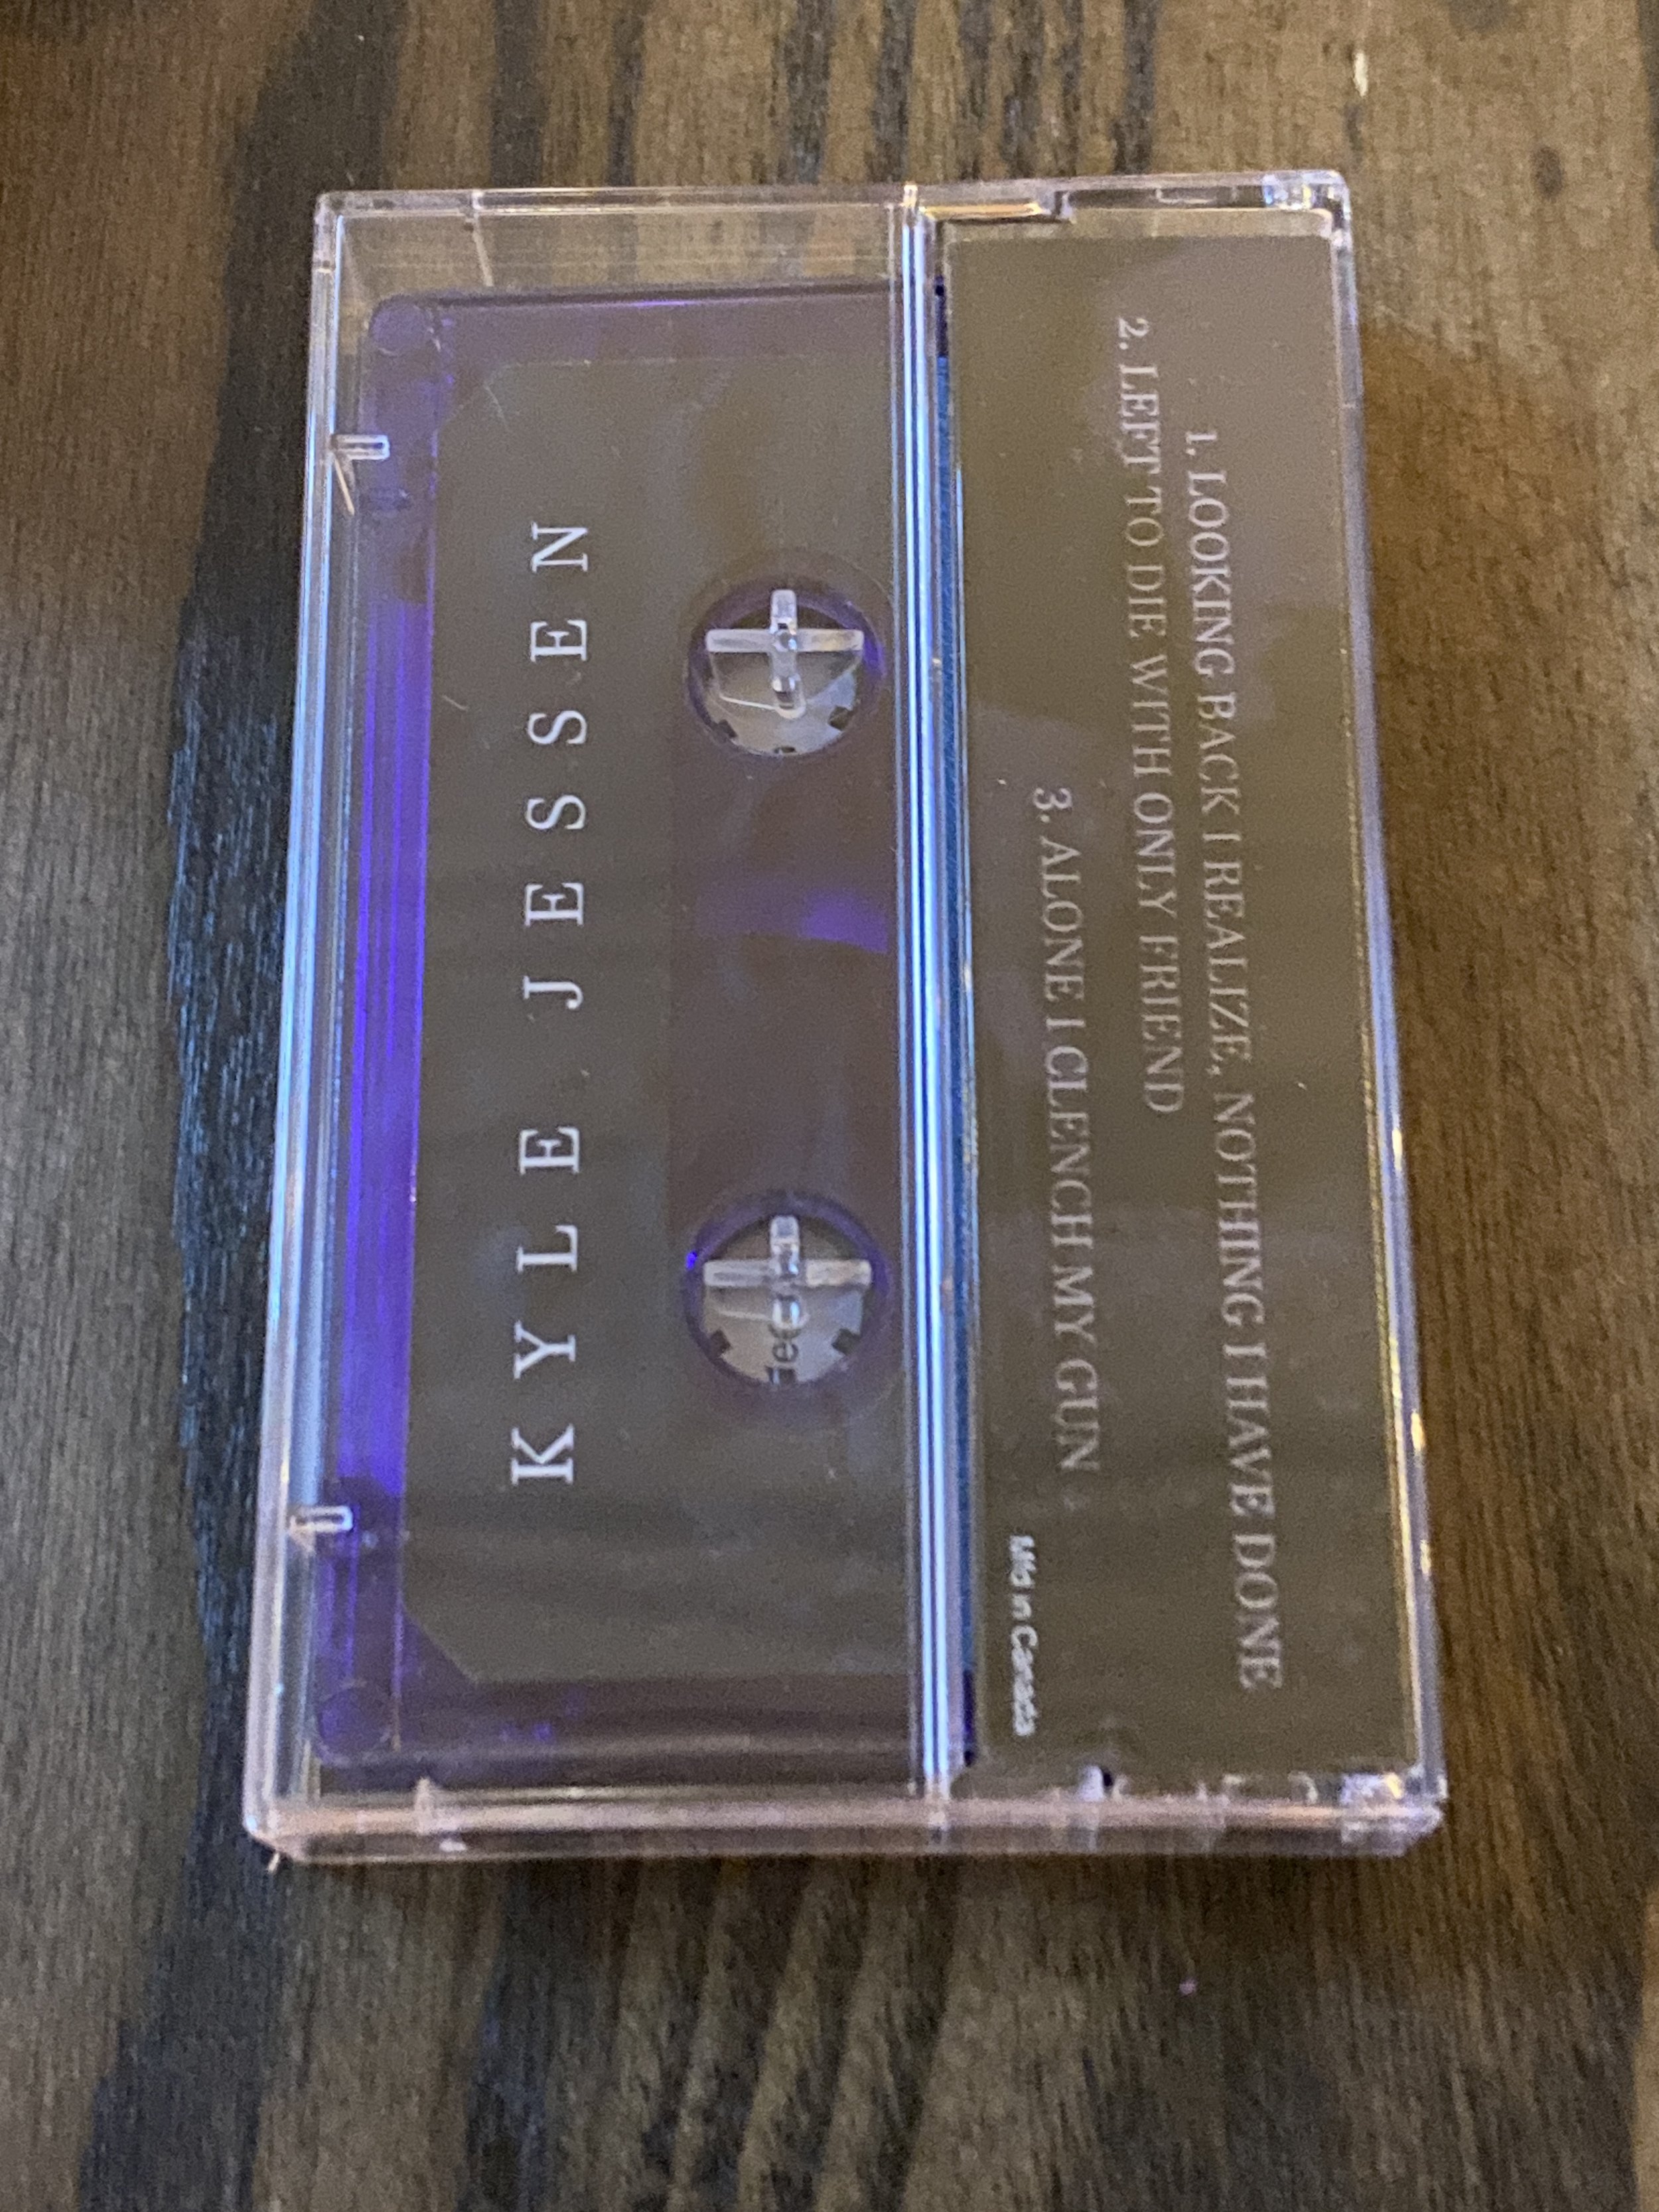 KYLE JESSEN
1. LOOKING BACK I REALIZE, NOTHING I HAVE DONE
2. LEFT TO DIE WITH ONLY FRIEND
3. ALONE I CLENCH MY GUN
Mfg in Canada